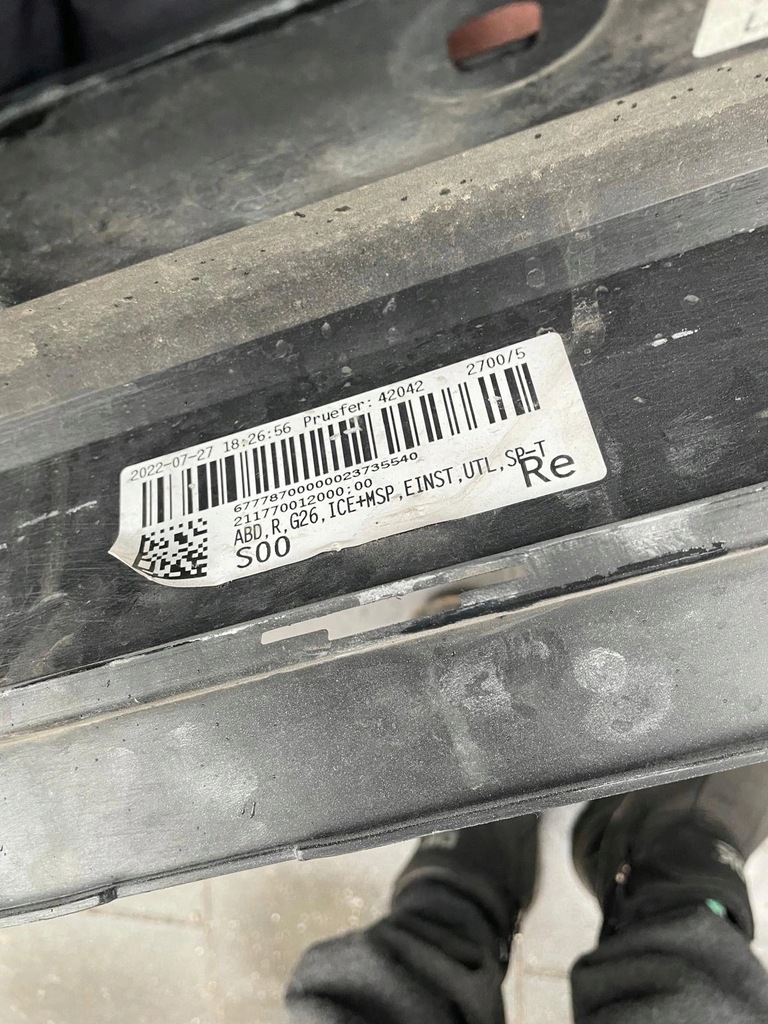 2022-07-27 18:26:56 Pruefer: 42042 2700/5
67778700000023735540
211770012000:00
ABD,R,G26,ICE+MSP,EINST,UTL,SP-T
S00 Re